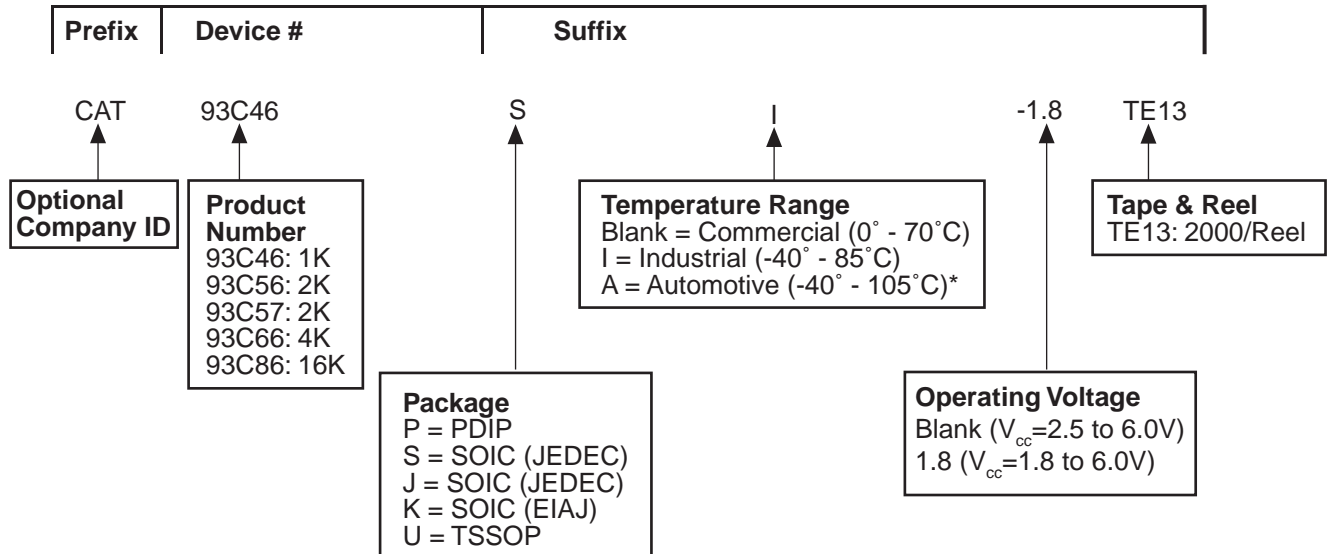 Prefix Device # Suffix
CAT 93C46 S I -1.8 TE13
Optional
Company ID
Product
Number
93C46: 1K
93C56: 2K
93C57: 2K
93C66: 4K
93C86: 16K
Temperature Range
Blank = Commercial (0˚ - 70˚C)
I = Industrial (-40˚ - 85˚C)
A = Automotive (-40˚ - 105˚C)*
Tape & Reel
TE13: 2000/Reel
Package
P = PDIP
S = SOIC (JEDEC)
J = SOIC (JEDEC)
K = SOIC (EIAJ)
U = TSSOP
Operating Voltage
Blank (Vcc=2.5 to 6.0V)
1.8 (Vcc=1.8 to 6.0V)